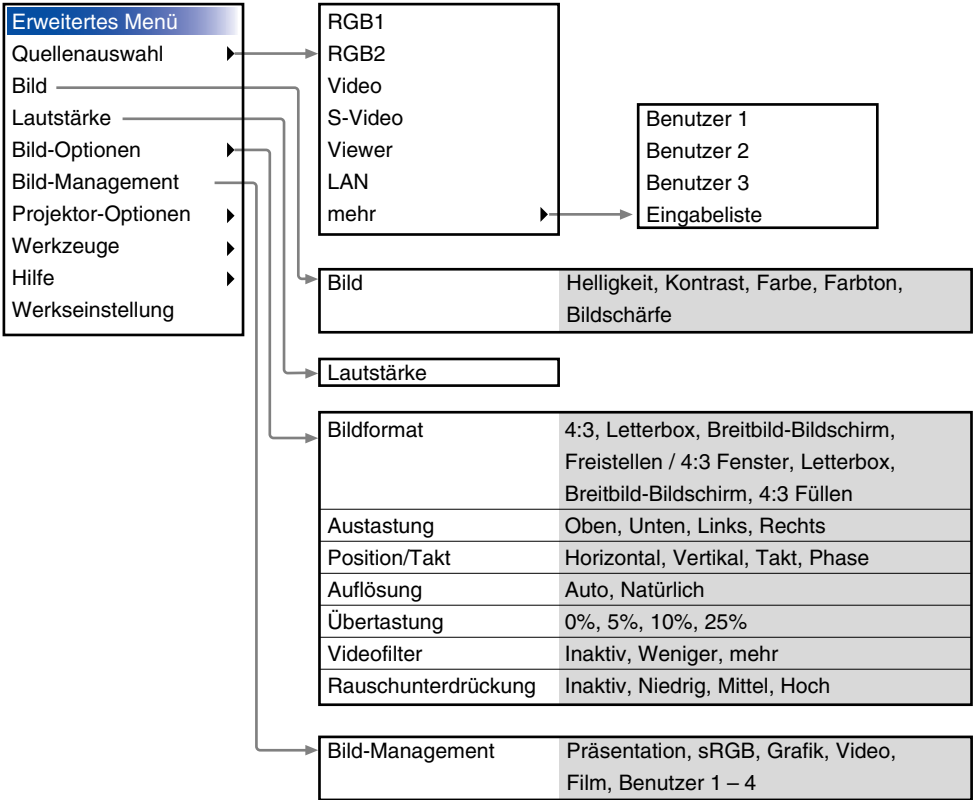 Erweitertes Menü
Quellenauswahl
Bild
Lautstärke
Bild-Optionen
Bild-Management
Projektor-Optionen
Werkzeuge
Hilfe
Werkseinstellung
RGB1
RGB2
Video
S-Video
Viewer
LAN
mehr
Benutzer 1
Benutzer 2
Benutzer 3
Eingabeliste
Bild
Helligkeit, Kontrast, Farbe, Farbton,
Bildschärfe
Lautstärke
Bildformat
4:3, Letterbox, Breitbild-Bildschirm,
Freistellen / 4:3 Fenster, Letterbox,
Breitbild-Bildschirm, 4:3 Füllen
Austastung
Oben, Unten, Links, Rechts
Position/Takt
Horizontal, Vertikal, Takt, Phase
Auflösung
Auto, Natürlich
Übertastung
0%, 5%, 10%, 25%
Videofilter
Inaktiv, Weniger, mehr
Rauschunterdrückung
Inaktiv, Niedrig, Mittel, Hoch
Bild-Management
Präsentation, sRGB, Grafik, Video,
Film, Benutzer 1 – 4